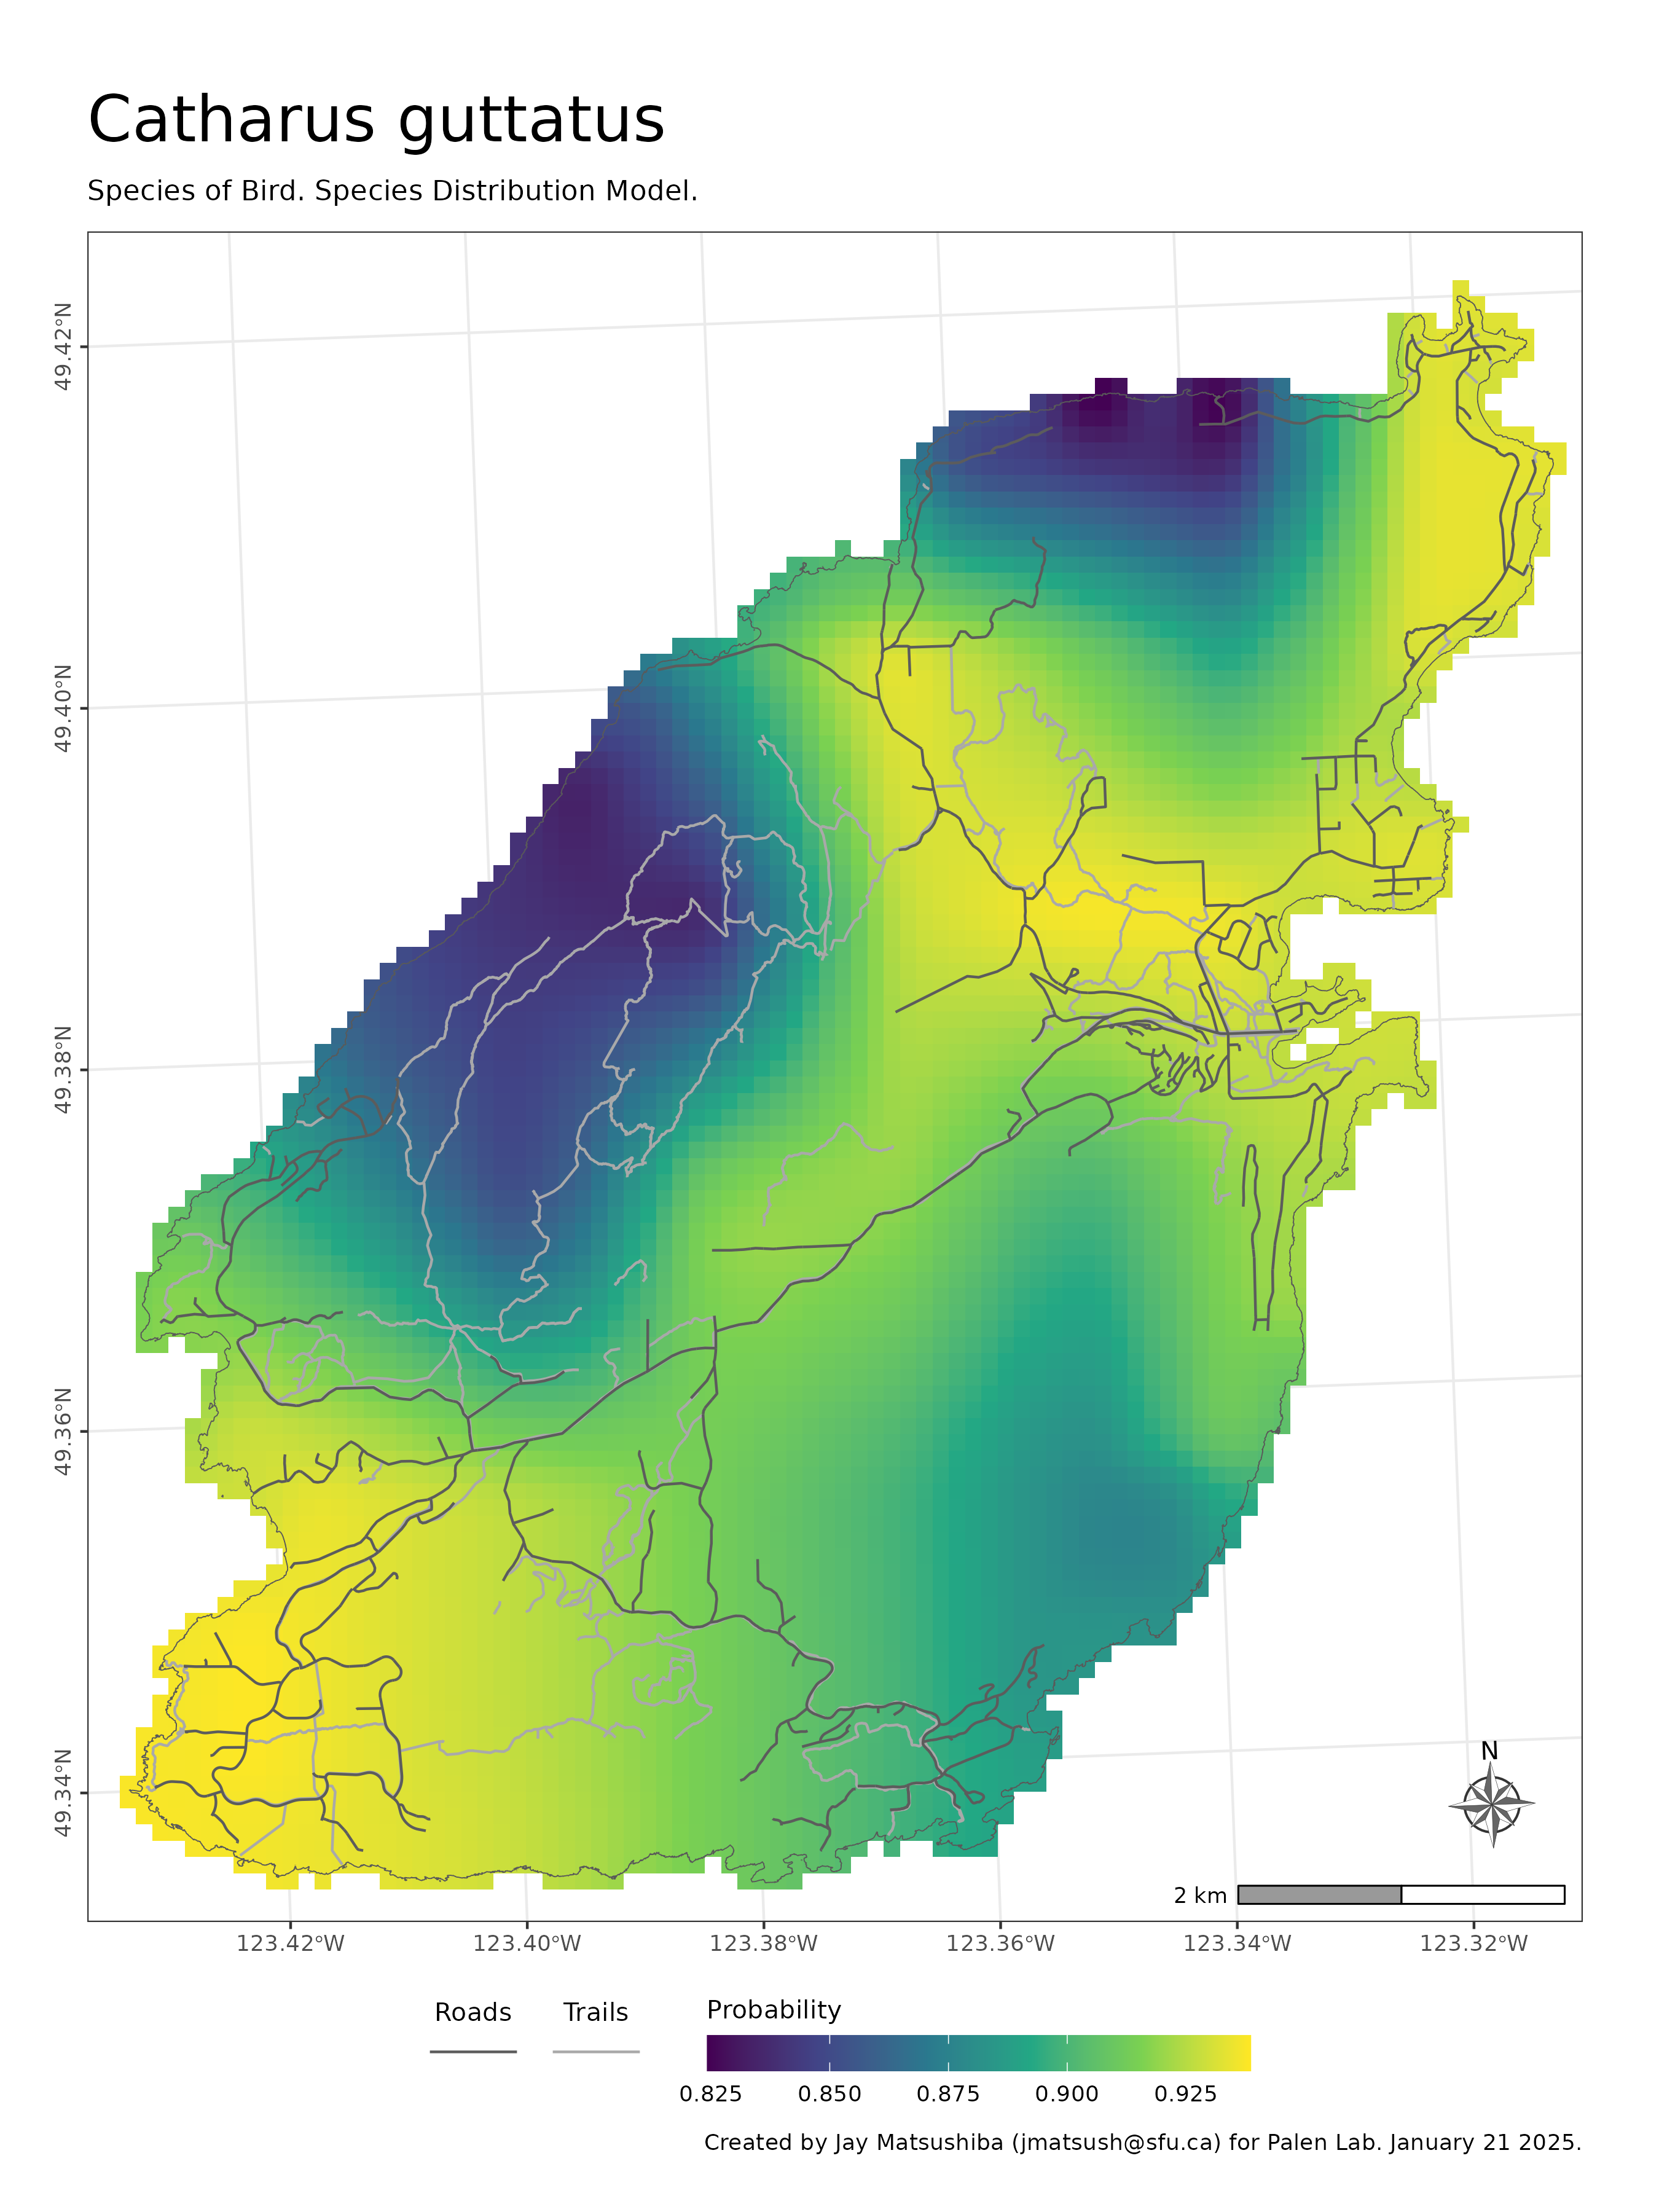 Catharus guttatus
Species of Bird. Species Distribution Model.
49.42°N
49.40°N
49.38°N
49.36°N
49.34°N
N
2 km
123.42°W 123.40°W 123.38°W 123.36°W 123.34°W 123.32°W
Roads Trails Probability
0.825 0.850 0.875 0.900 0.925
Created by Jay Matsushiba (jmatsush@sfu.ca) for Palen Lab. January 21 2025.